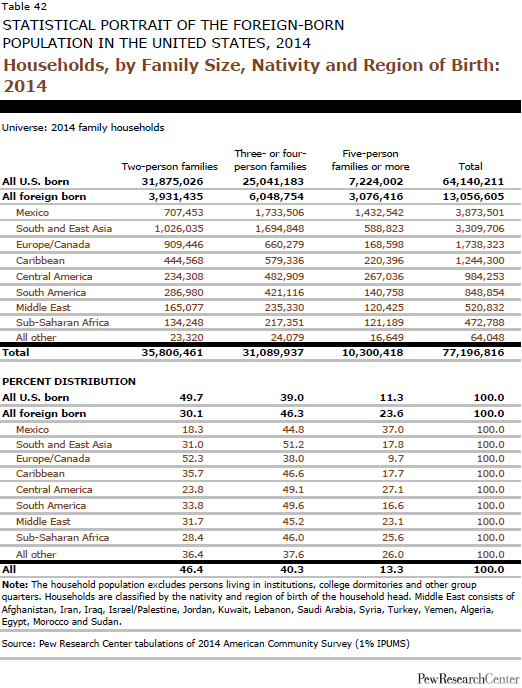 Table 42
STATISTICAL PORTRAIT OF THE FOREIGN-BORN
POPULATION IN THE UNITED STATES, 2014
Households, by Family Size, Nativity and Region of Birth:
2014
Universe: 2014 family households
Two-person families Three- or four-person families Five-person families or more Total
All U.S. born 31,875,026 25,041,183 7,224,002 64,140,211
All foreign born 3,931,435 6,048,754 3,076,416 13,056,605
Mexico 707,453 1,733,506 1,432,542 3,873,501
South and East Asia 1,026,035 1,694,848 588,823 3,309,706
Europe/Canada 909,446 660,279 168,598 1,738,323
Caribbean 444,568 579,336 220,396 1,244,300
Central America 234,308 482,909 267,036 984,253
South America 286,980 421,116 140,758 848,854
Middle East 165,077 235,330 120,425 520,832
Sub-Saharan Africa 134,248 217,351 121,189 472,788
All other 23,320 24,079 16,649 64,048
Total 35,806,461 31,089,937 10,300,418 77,196,816
PERCENT DISTRIBUTION
All U.S. born 49.7 39.0 11.3 100.0
All foreign born 30.1 46.3 23.6 100.0
Mexico 18.3 44.8 37.0 100.0
South and East Asia 31.0 51.2 17.8 100.0
Europe/Canada 52.3 38.0 9.7 100.0
Caribbean 35.7 46.6 17.7 100.0
Central America 23.8 49.1 27.1 100.0
South America 33.8 49.6 16.6 100.0
Middle East 31.7 45.2 23.1 100.0
Sub-Saharan Africa 28.4 46.0 25.6 100.0
All other 36.4 37.6 26.0 100.0
All 46.4 40.3 13.3 100.0
Note: The household population excludes persons living in institutions, college dormitories and other group
quarters. Households are classified by the nativity and region of birth of the household head. Middle East consists of
Afghanistan, Iran, Iraq, Israel/Palestine, Jordan, Kuwait, Lebanon, Saudi Arabia, Syria, Turkey, Yemen, Algeria,
Egypt, Morocco and Sudan.
Source: Pew Research Center tabulations of 2014 American Community Survey (1% IPUMS)
PewResearchCenter